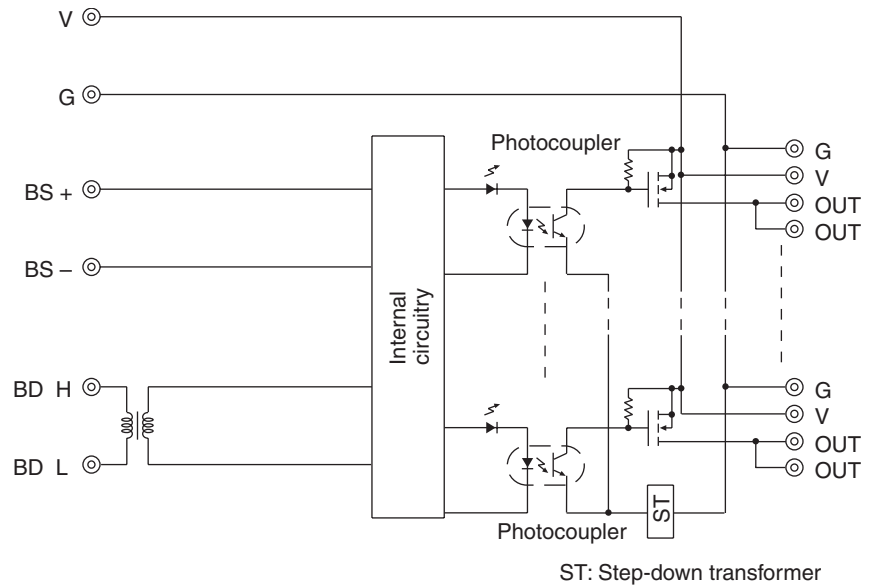 V
G
Photocoupler
G
V
BS +
OUT
OUT
BS –
Internal
circuitry
BD H
G
V
OUT
BD L
OUT
Photocoupler
ST
ST: Step-down transformer